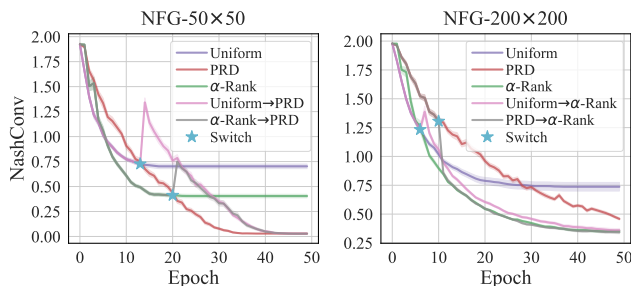 NFG-50×50
NFG-200×200
NashConv
2.00
1.75
1.50
1.25
1.00
0.75
0.50
0.25
0.00
Uniform
PRD
α-Rank
Uniform→PRD
α-Rank→PRD
Switch
0
10
20
30
40
50
Epoch
2.00
1.75
1.50
1.25
1.00
0.75
0.50
0.25
Uniform
PRD
α-Rank
Uniform→α-Rank
PRD→α-Rank
Switch
0
10
20
30
40
50
Epoch